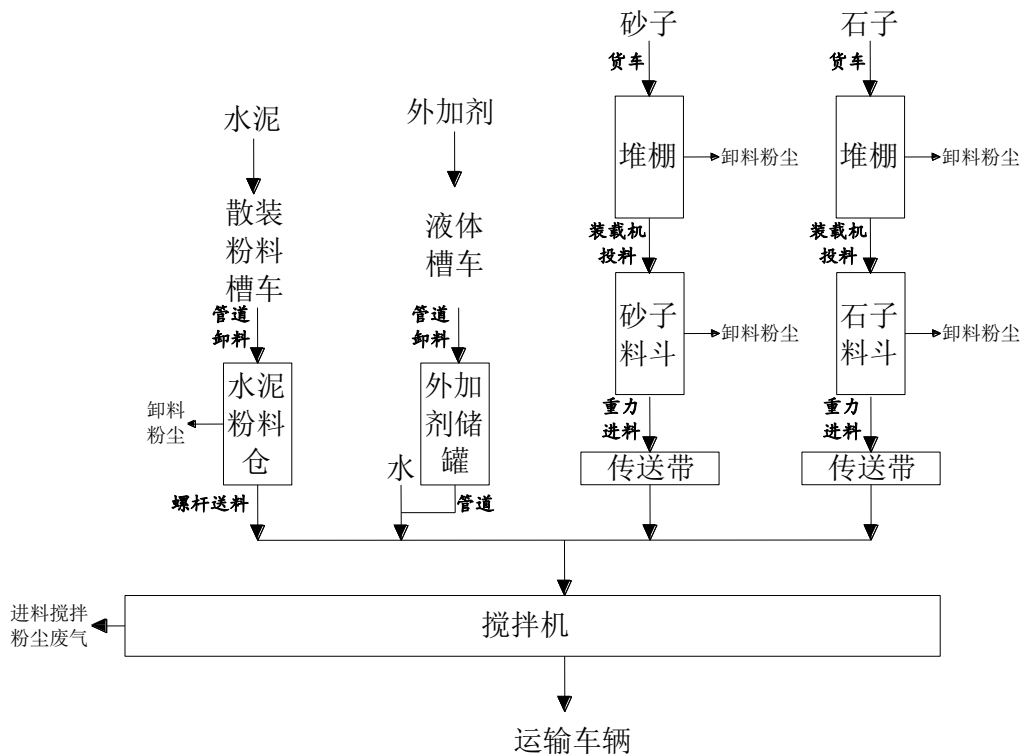 砂子
石子
货车
货车
水泥
外加剂
堆棚
卸料粉尘
堆棚
卸料粉尘
散装
粉料
槽车
液体
槽车
装载机
投料
装载机
投料
管道
卸料
管道
卸料
砂子
料斗
卸料粉尘
石子
料斗
卸料粉尘
水泥
粉料
仓
外加
剂储
罐
卸料
粉尘
重力
进料
重力
进料
水
传送带
传送带
螺杆送料
管道
进料搅拌
粉尘废气
搅拌机
运输车辆